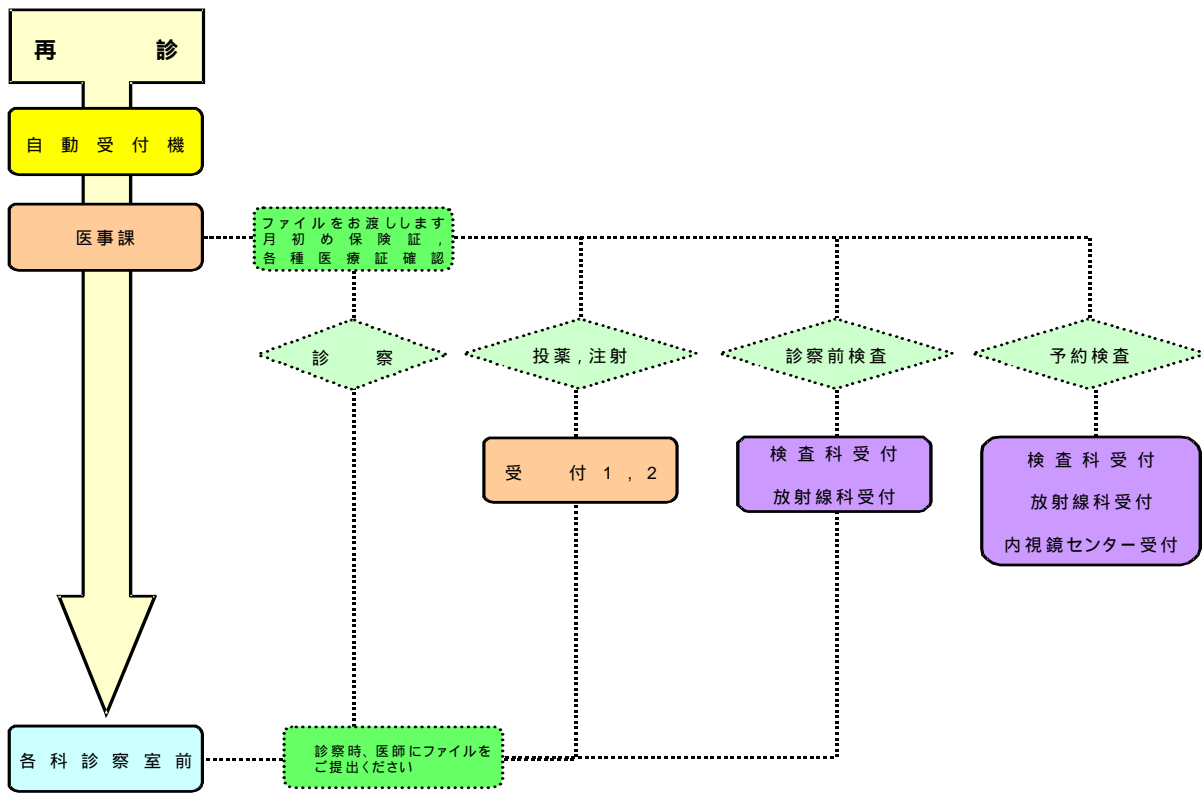 再 診
自動受付機
医事課
ファイルをお渡しします
月初め保険証，
各種医療証確認
診 察
投薬，注射
診察前検査
予約検査
受 付１，２
検査科受付
放射線科受付
検査科受付
放射線科受付
内視鏡センター受付
各科診察室前
診察時、医師にファイルを
ご提出ください